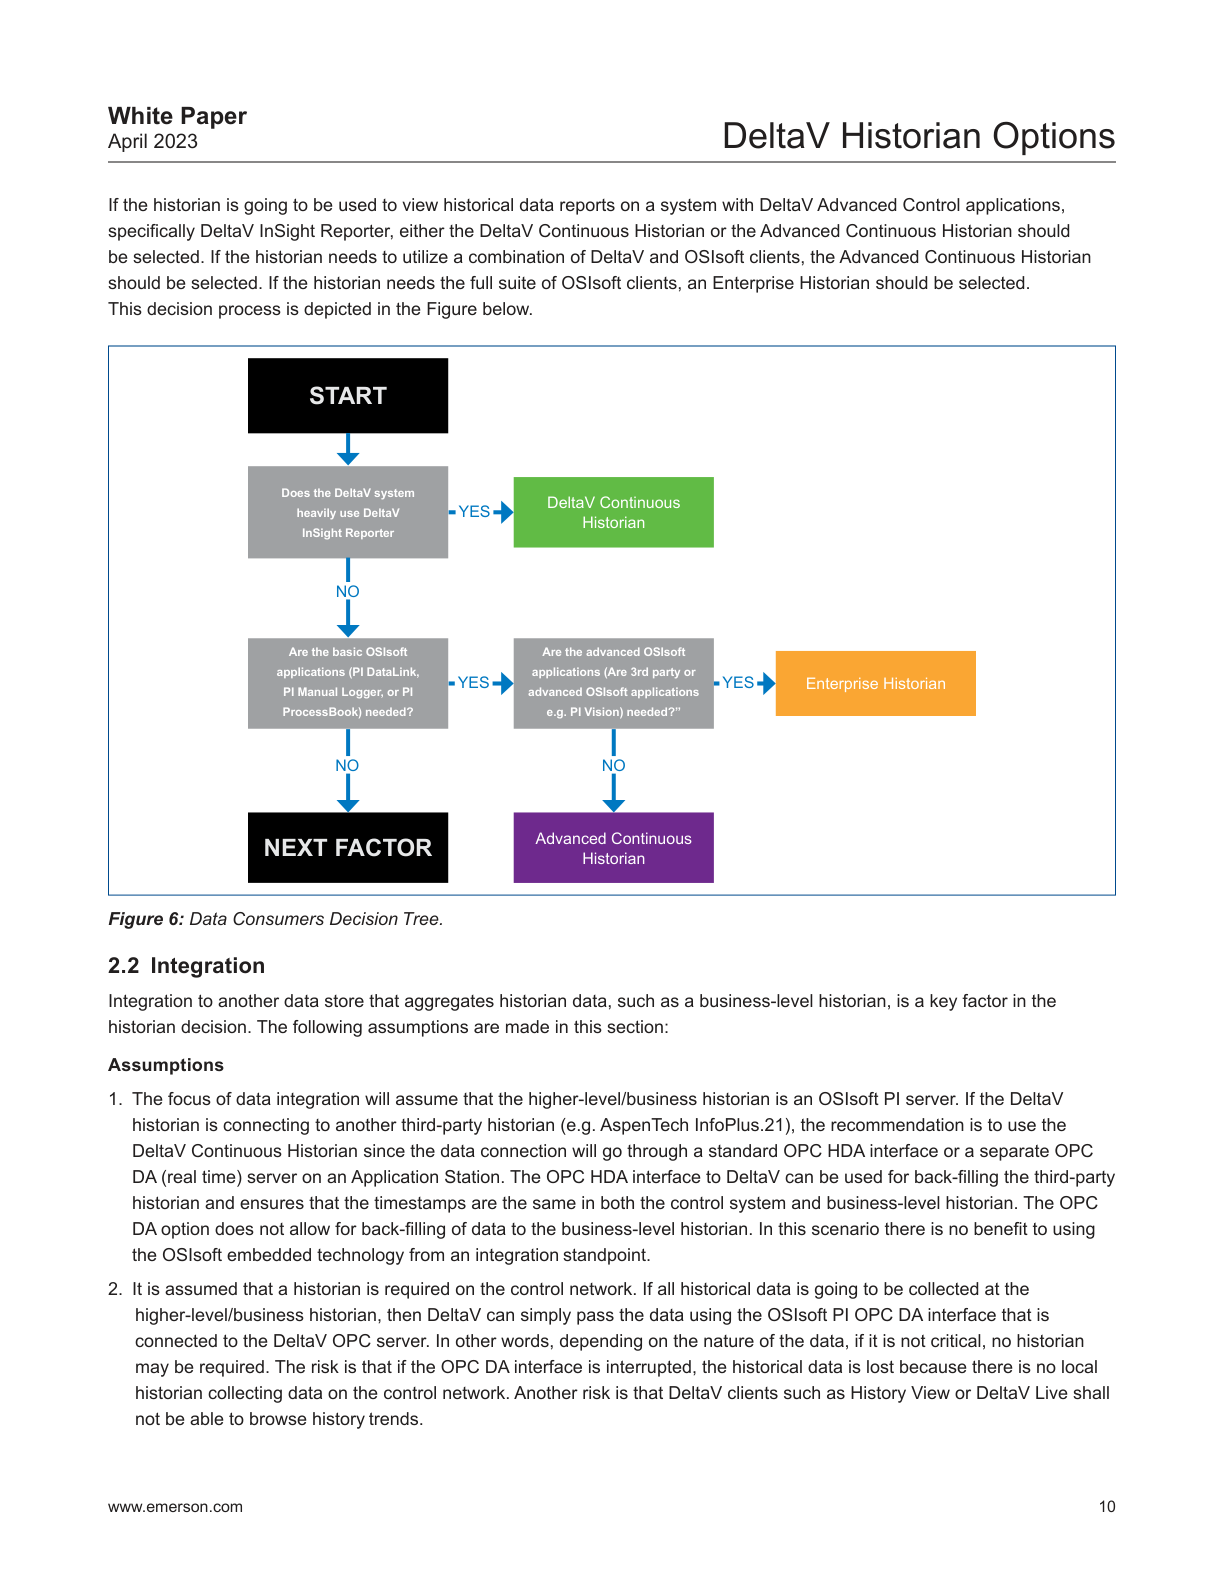 White Paper
April 2023
DeltaV Historian Options
If the historian is going to be used to view historical data reports on a system with DeltaV Advanced Control applications,
specifically DeltaV InSight Reporter, either the DeltaV Continuous Historian or the Advanced Continuous Historian should
be selected. If the historian needs to utilize a combination of DeltaV and OSIsoft clients, the Advanced Continuous Historian
should be selected. If the historian needs the full suite of OSIsoft clients, an Enterprise Historian should be selected.
This decision process is depicted in the Figure below.
START
Does the DeltaV system
heavily use DeltaV
InSight Reporter
YES
DeltaV Continuous
Historian
NO
Are the basic OSIsoft
applications (PI DataLink,
PI Manual Logger, or PI
ProcessBook) needed?
YES
Are the advanced OSIsoft
applications (Are 3rd party or
advanced OSIsoft applications
e.g. PI Vision) needed?”
YES
Enterprise Historian
NO
NO
NEXT FACTOR
Advanced Continuous
Historian
Figure 6: Data Consumers Decision Tree.
2.2 Integration
Integration to another data store that aggregates historian data, such as a business-level historian, is a key factor in the
historian decision. The following assumptions are made in this section:
Assumptions
1. The focus of data integration will assume that the higher-level/business historian is an OSIsoft PI server. If the DeltaV
historian is connecting to another third-party historian (e.g. AspenTech InfoPlus.21), the recommendation is to use the
DeltaV Continuous Historian since the data connection will go through a standard OPC HDA interface or a separate OPC
DA (real time) server on an Application Station. The OPC HDA interface to DeltaV can be used for back-filling the third-party
historian and ensures that the timestamps are the same in both the control system and business-level historian. The OPC
DA option does not allow for back-filling of data to the business-level historian. In this scenario there is no benefit to using
the OSIsoft embedded technology from an integration standpoint.
2. It is assumed that a historian is required on the control network. If all historical data is going to be collected at the
higher-level/business historian, then DeltaV can simply pass the data using the OSIsoft PI OPC DA interface that is
connected to the DeltaV OPC server. In other words, depending on the nature of the data, if it is not critical, no historian
may be required. The risk is that if the OPC DA interface is interrupted, the historical data is lost because there is no local
historian collecting data on the control network. Another risk is that DeltaV clients such as History View or DeltaV Live shall
not be able to browse history trends.
www.emerson.com
10